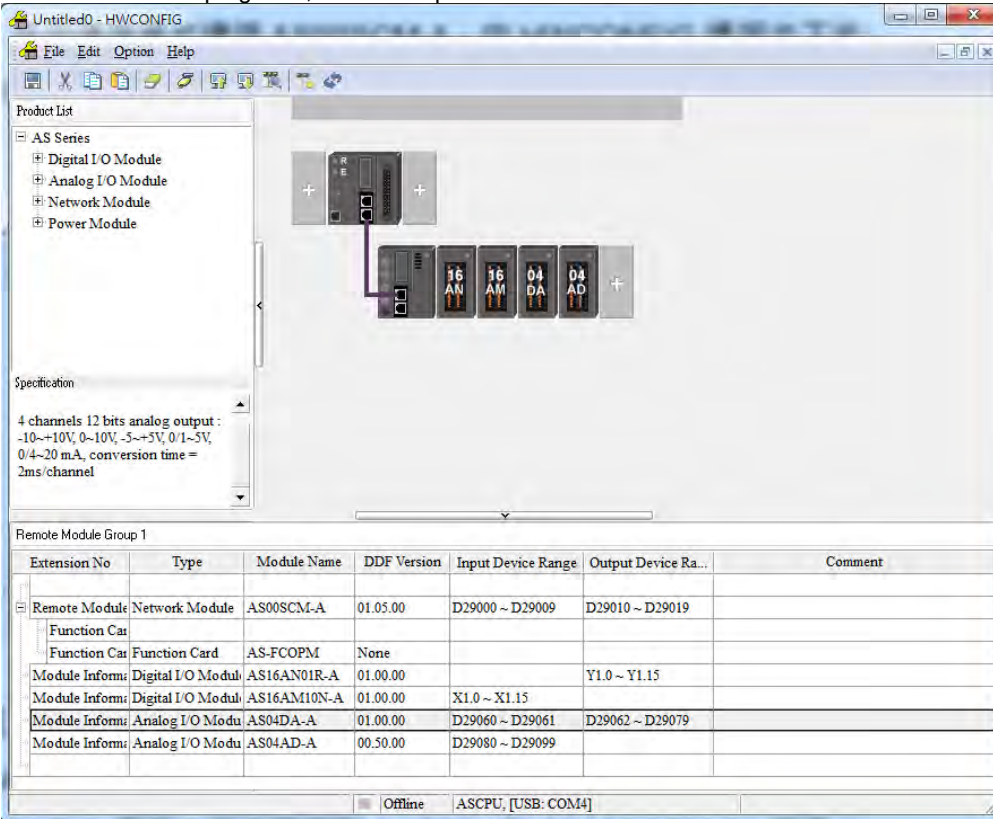 Untitled0 - HWCONFIG
File Edit Option Help
Product List
AS Series
Digital I/O Module
Analog I/O Module
Network Module
Power Module
R
E
16 AN
16 AM
04 DA
04 AD
Specification
4 channels 12 bits analog output :
-10~+10V, 0~10V, -5~+5V, 0/1~5V,
0/4~20 mA, conversion time =
2ms/channel
Remote Module Group 1
Extension No Type Module Name DDF Version Input Device Range Output Device Ra... Comment
Remote Module Network Module AS00SCM-A 01.05.00 D29000 ~ D29009 D29010 ~ D29019
Function Car
Function Car Function Card AS-FCOPM None
Module Informa Digital I/O Modul AS16AN01R-A 01.00.00 Y1.0 ~ Y1.15
Module Informa Digital I/O Modul AS16AM10N-A 01.00.00 X1.0 ~ X1.15
Module Informa Analog I/O Modu AS04DA-A 01.00.00 D29060 ~ D29061 D29062 ~ D29079
Module Informa Analog I/O Modu AS04AD-A 00.50.00 D29080 ~ D29099
Offline ASCPU, [USB: COM4]